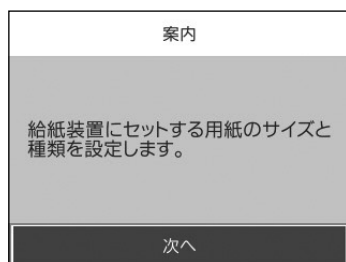 案内
給紙装置にセットする用紙のサイズと
種類を設定します。
次へ